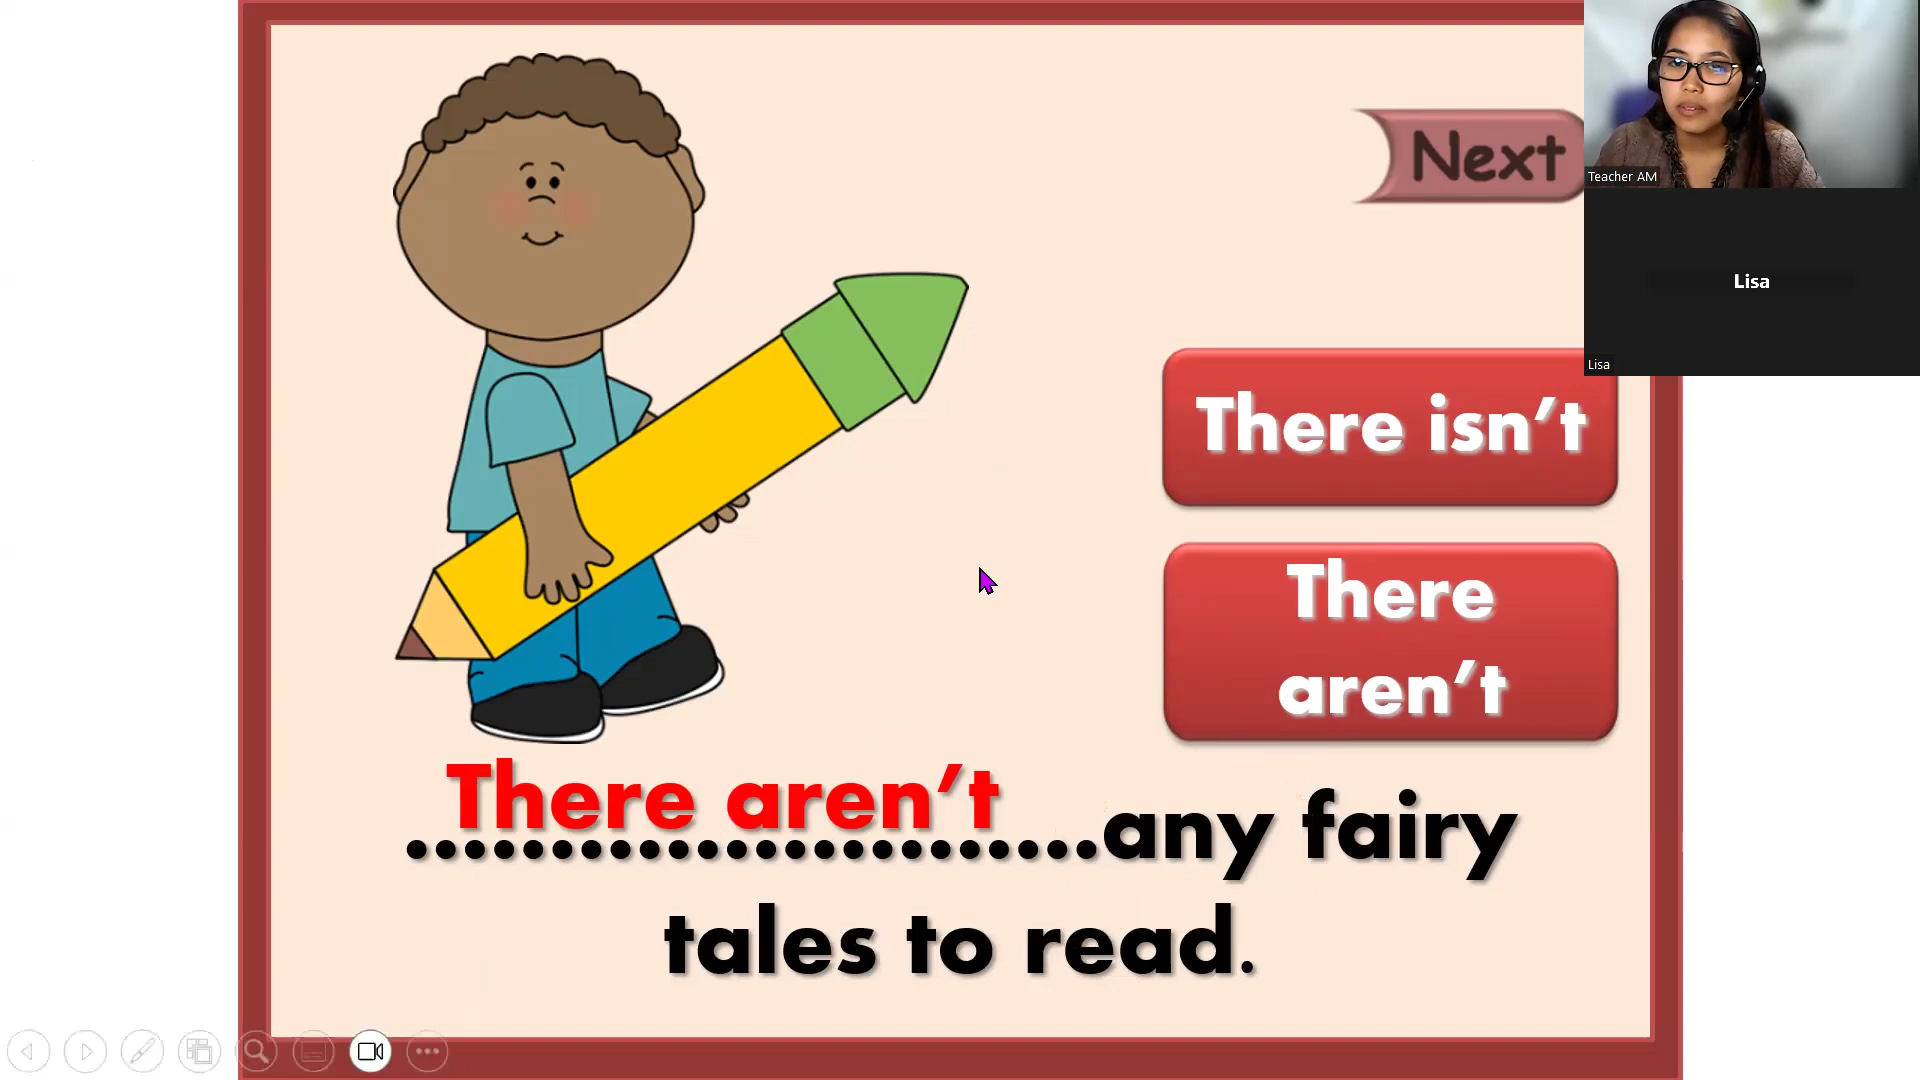 Next
Teacher AM
Lisa
Lisa
There isn't
There
aren't
There aren't
........................any fairy
tales to read.